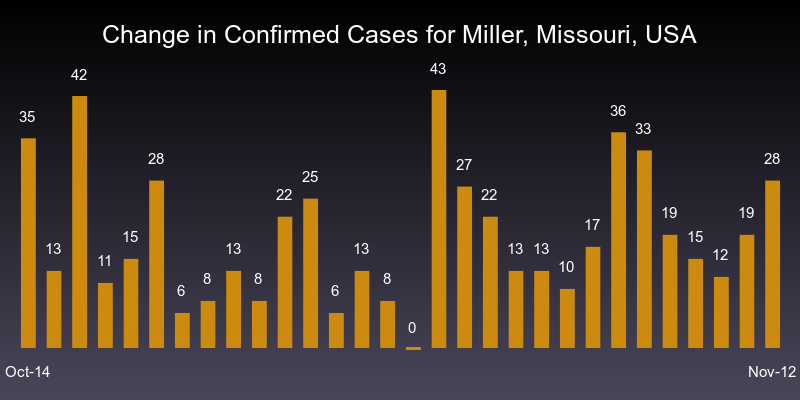 Change in Confirmed Cases for Miller, Missouri, USA
35 13 42 11 15 28 6 8 13 8 22 25 6 13 8 0 43 27 22 13 13 10 17 36 33 19 15 12 19 28
Oct-14 Nov-12